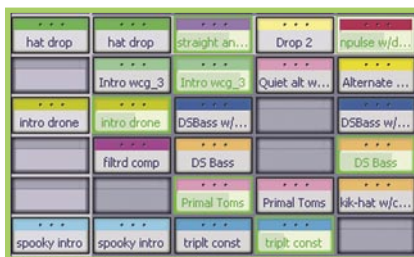 hat drop hat drop straight an... Drop 2 npulse w/d...
Intro wcg_3 Intro wcg_3 Quiet alt w... Alternate ...
intro drone intro drone DSBass w/... DSBass w/...
filtrd comp DS Bass DS Bass
Primal Toms Primal Toms kik-hat w/c...
spooky intro spooky intro triplt const triplt const